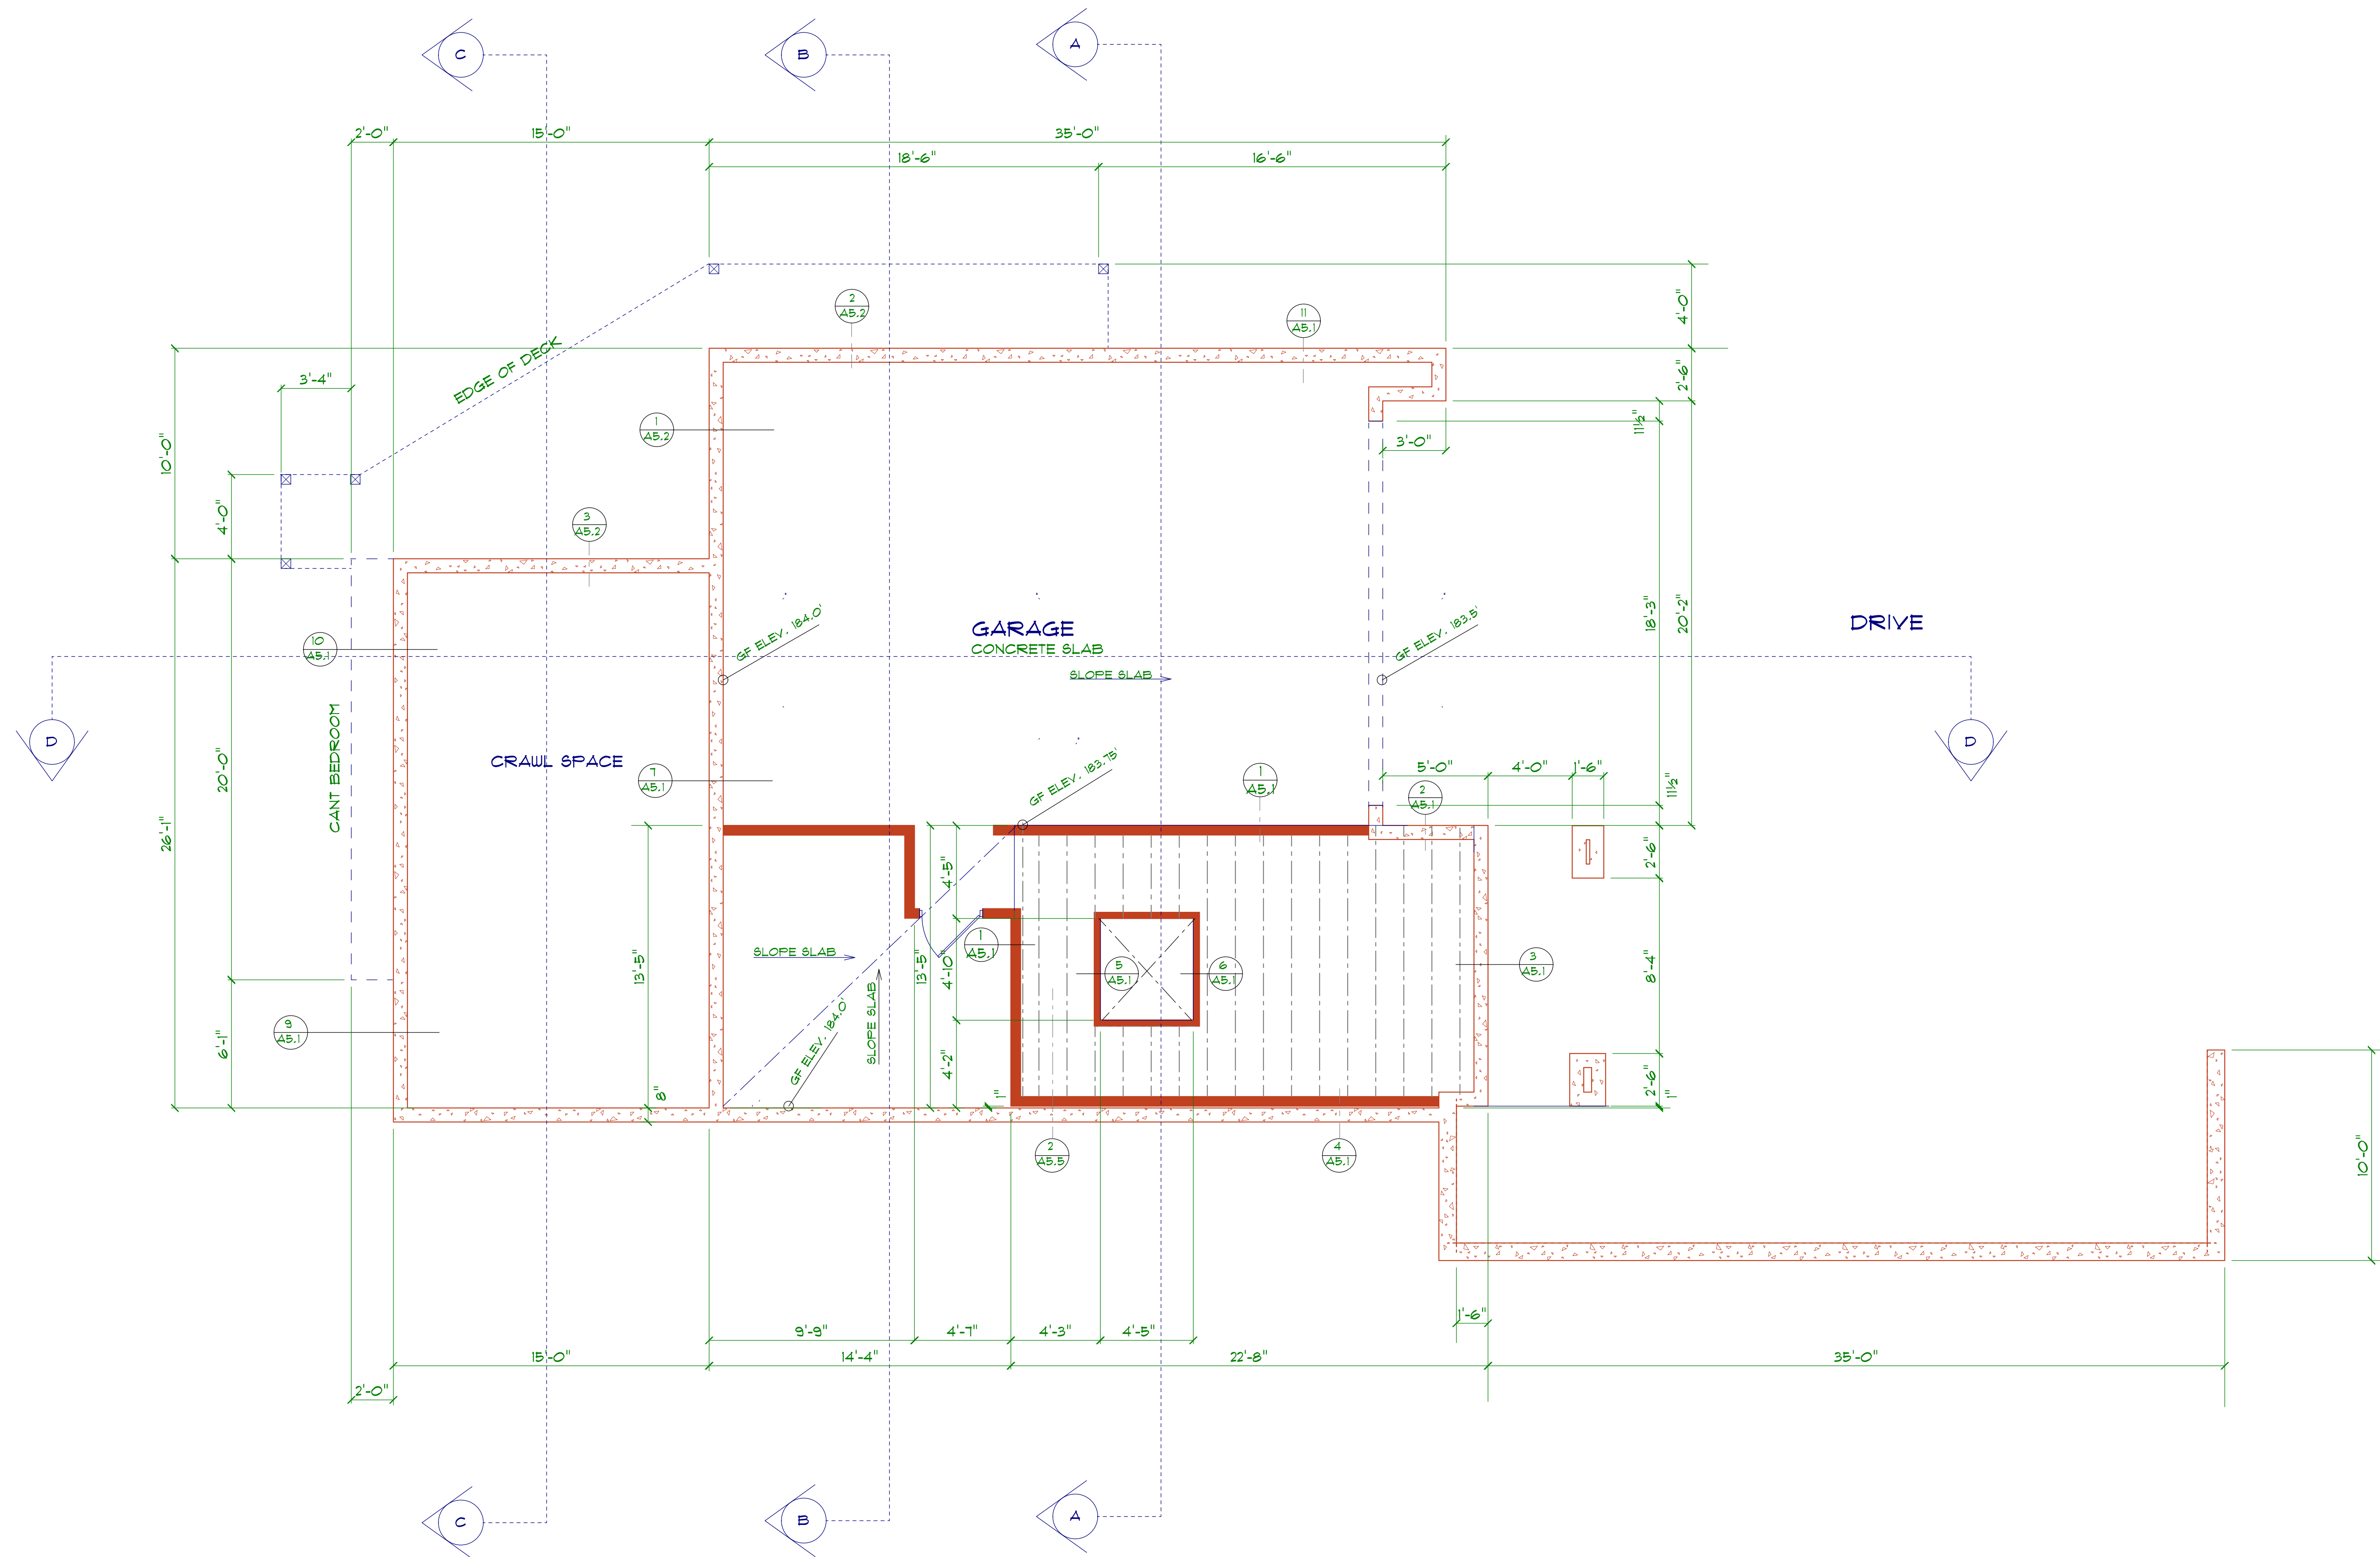 C
B
A
2'-0"
15'-0"
35'-0"
18'-6"
16'-6"
4'-0"
2
A5.2
11
A5.1
EDGE OF DECK
2'-6"
3'-4"
11½"
1
A5.2
3'-0"
10'-0"
4'-0"
3
A5.2
GF ELEV. 184.0'
GARAGE
CONCRETE SLAB
SLOPE SLAB
GF ELEV. 183.5'
18'-3"
20'-2"
DRIVE
10
A5.1
D
D
CANT BEDROOM
CRAWL SPACE
20'-0"
26'-1"
7
A5.1
GF ELEV. 183.75'
1
A5.1
5'-0"
4'-0"
1'-6"
2
A5.1
11½"
2'-6"
4'-5"
13'-5"
SLOPE SLAB
13'-5"
4'-10"
1
A5.1
5
A5.1
6
A5.1
3
A5.1
8'-4"
SLOPE SLAB
GF ELEV. 184.0'
9
A5.1
6'-1"
4'-2"
8"
1"
2'-6"
1"
2
A5.5
4
A5.1
10'-0"
1'-6"
9'-9"
4'-7"
4'-3"
4'-5"
15'-0"
14'-4"
22'-8"
35'-0"
2'-0"
C
B
A